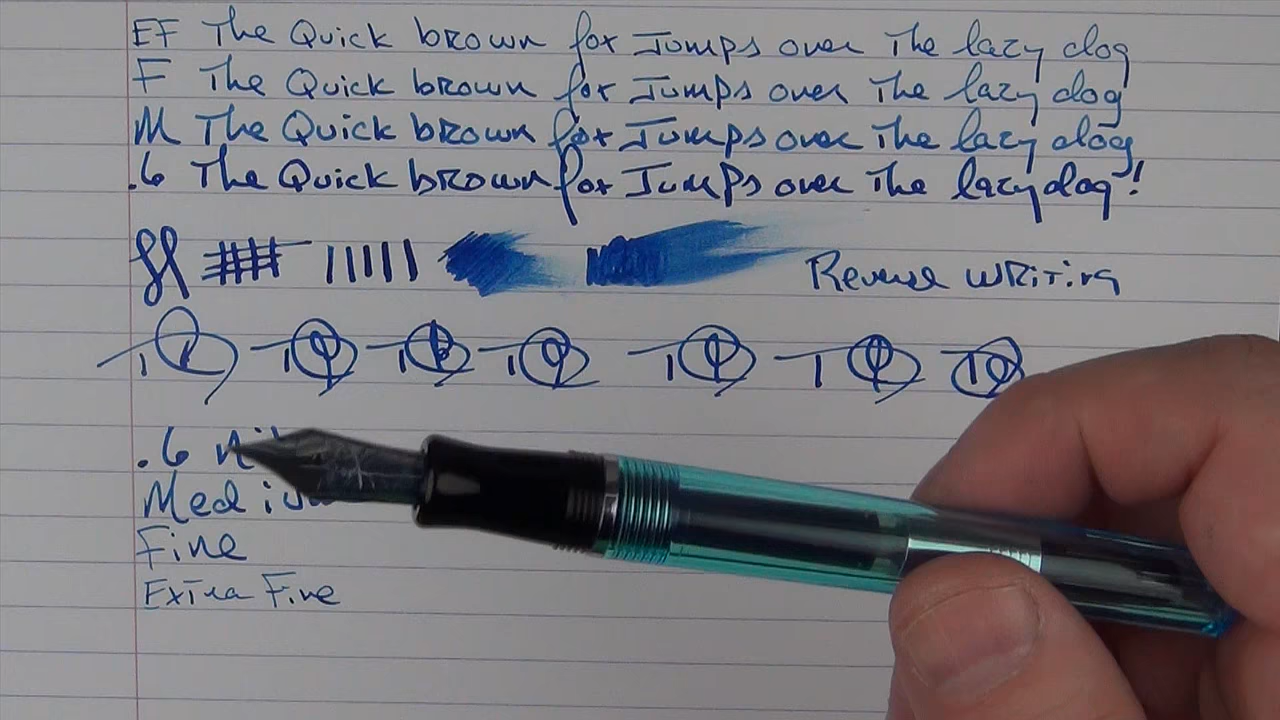 EF The Quick brown fox Jumps over The lazy dog
F The Quick brown fox Jumps over The lazy dog
M The Quick brown fox Jumps over The lazy dog
.6 The Quick brown fox Jumps over The lazy dog!
Reverse writing
.6
Medium
Fine
Extra Fine